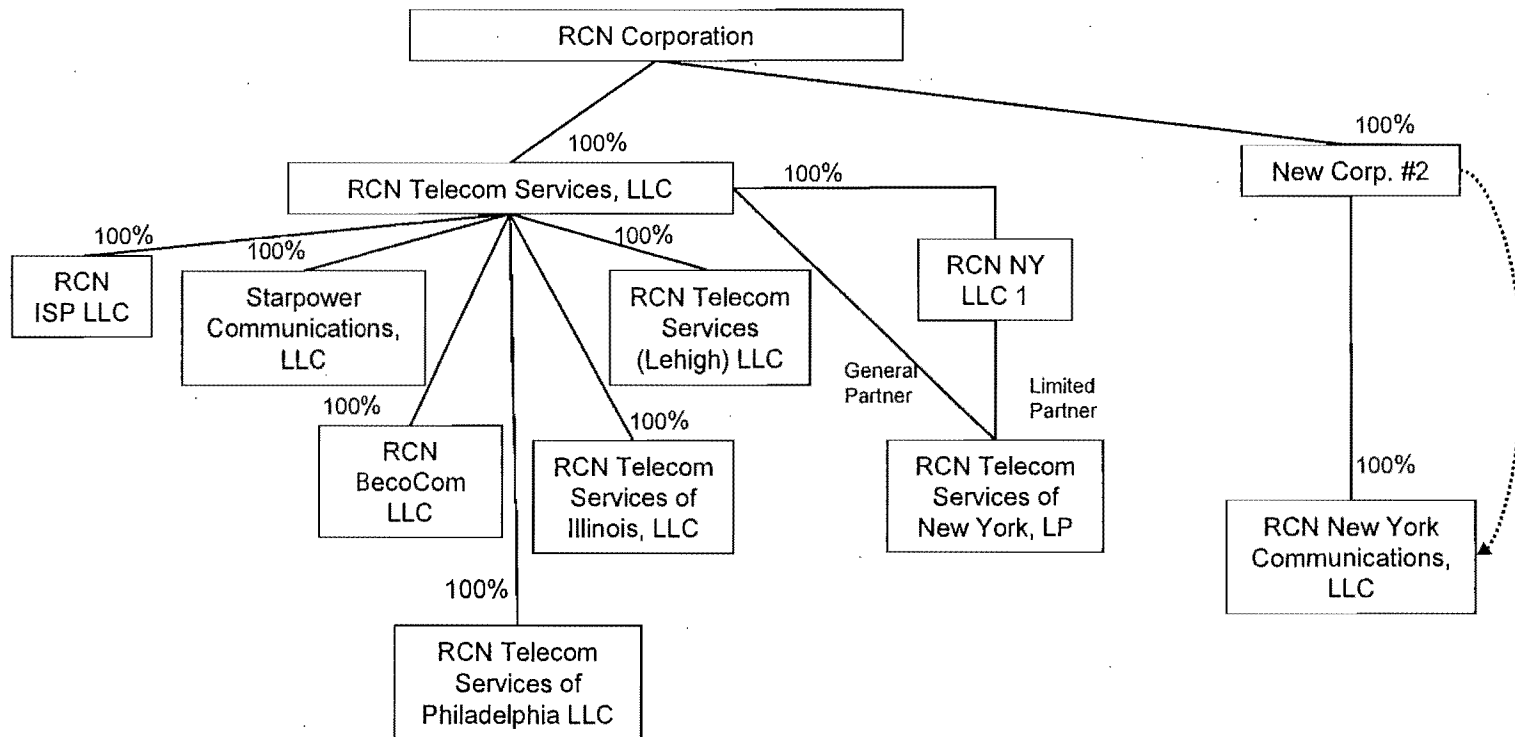 RCN Corporation
100%
100%
RCN Telecom Services, LLC
100%
New Corp. #2
100%
100%
100%
RCN
ISP LLC
Starpower
Communications,
LLC
RCN Telecom
Services
(Lehigh) LLC
RCN NY
LLC 1
General
Partner
Limited
Partner
100%
100%
100%
RCN
BecoCom
LLC
RCN Telecom
Services of
Illinois, LLC
RCN Telecom
Services of
New York, LP
RCN New York
Communications,
LLC
100%
RCN Telecom
Services of
Philadelphia LLC